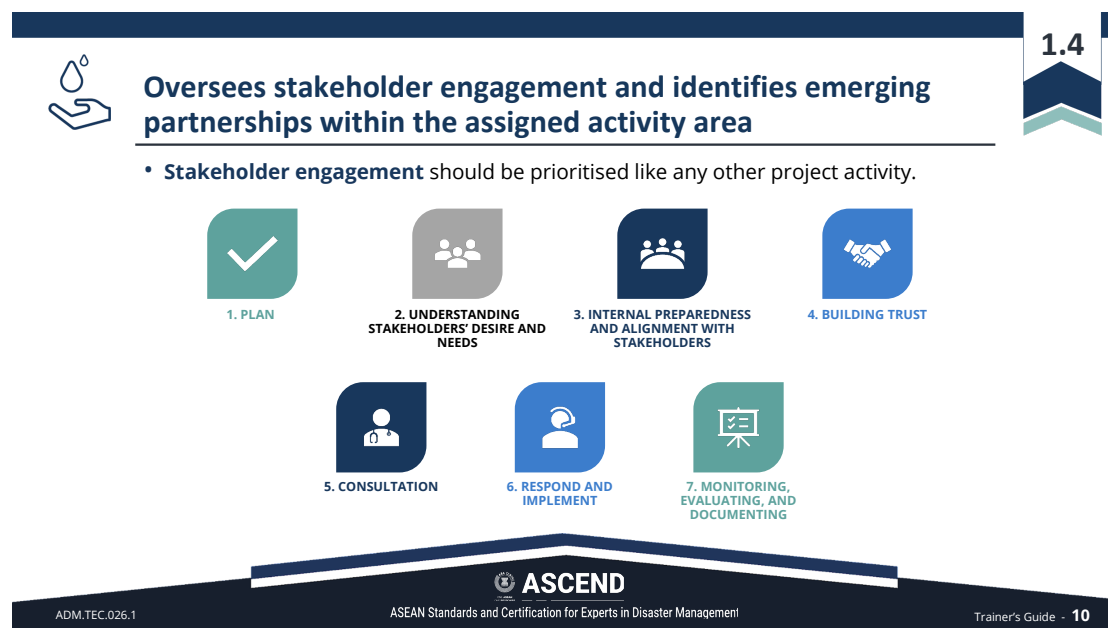 1.4
Oversees stakeholder engagement and identifies emerging
partnerships within the assigned activity area
• Stakeholder engagement should be prioritised like any other project activity.
1. PLAN
2. UNDERSTANDING
STAKEHOLDERS’ DESIRE AND
NEEDS
3. INTERNAL PREPAREDNESS
AND ALIGNMENT WITH
STAKEHOLDERS
4. BUILDING TRUST
5. CONSULTATION
6. RESPOND AND
IMPLEMENT
7. MONITORING,
EVALUATING, AND
DOCUMENTING
ASCEND
ASEAN Standards and Certification for Experts in Disaster Management
ADM.TEC.026.1
Trainer’s Guide - 10